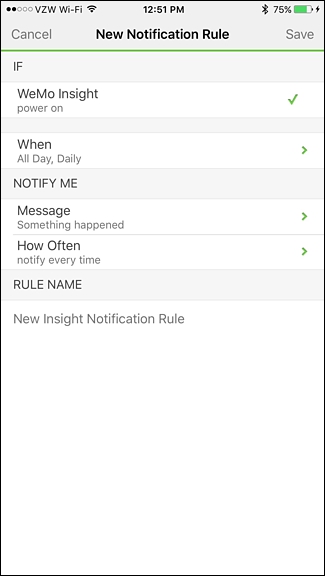 VZW Wi-Fi 12:51 PM 75%
Cancel New Notification Rule Save
IF
WeMo Insight
power on
When
All Day, Daily
NOTIFY ME
Message
Something happened
How Often
notify every time
RULE NAME
New Insight Notification Rule